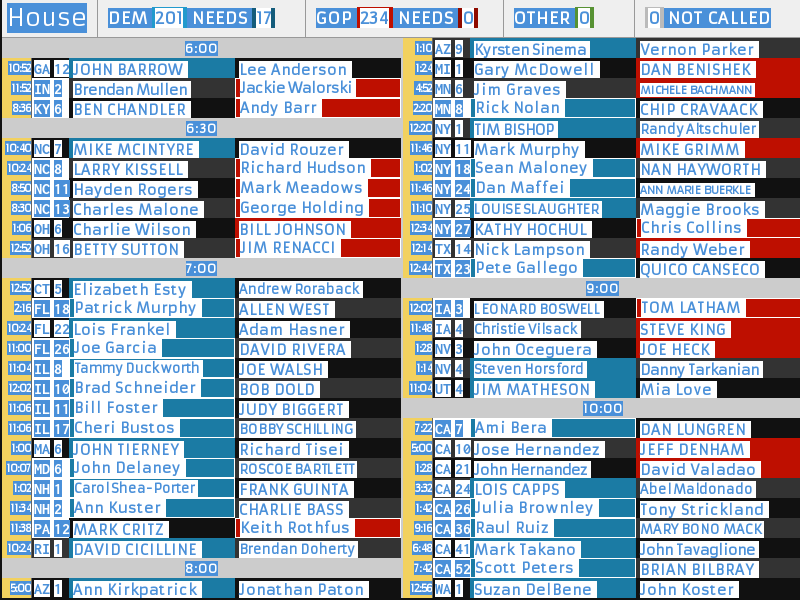 House DEM 201 NEEDS 17 GOP 234 NEEDS 0 OTHER 0 0 NOT CALLED
6:00
10:52 GA 12 JOHN BARROW Lee Anderson
11:52 IN 2 Brendan Mullen Jackie Walorski
8:36 KY 6 BEN CHANDLER Andy Barr
6:30
10:40 NC 7 MIKE MCINTYRE David Rouzer
10:24 NC 8 LARRY KISSELL Richard Hudson
8:50 NC 11 Hayden Rogers Mark Meadows
8:30 NC 13 Charles Malone George Holding
1:06 OH 6 Charlie Wilson BILL JOHNSON
12:52 OH 16 BETTY SUTTON JIM RENACCI
7:00
12:52 CT 5 Elizabeth Esty Andrew Roraback
2:16 FL 18 Patrick Murphy ALLEN WEST
10:24 FL 22 Lois Frankel Adam Hasner
11:00 FL 26 Joe Garcia DAVID RIVERA
11:04 IL 8 Tammy Duckworth JOE WALSH
12:02 IL 10 Brad Schneider BOB DOLD
11:06 IL 11 Bill Foster JUDY BIGGERT
11:06 IL 17 Cheri Bustos BOBBY SCHILLING
1:00 MA 6 JOHN TIERNEY Richard Tisei
10:07 MD 6 John Delaney ROSCOE BARTLETT
1:02 NH 1 Carol Shea-Porter FRANK GUINTA
11:34 NH 2 Ann Kuster CHARLIE BASS
11:38 PA 12 MARK CRITZ Keith Rothfus
10:24 RI 1 DAVID CICILLINE Brendan Doherty
8:00
5:00 AZ 1 Ann Kirkpatrick Jonathan Paton
1:10 AZ 9 Kyrsten Sinema Vernon Parker
1:24 MI 1 Gary McDowell DAN BENISHEK
4:52 MN 6 Jim Graves MICHELE BACHMANN
2:20 MN 8 Rick Nolan CHIP CRAVAACK
12:20 NY 1 TIM BISHOP Randy Altschuler
11:46 NY 11 Mark Murphy MIKE GRIMM
1:02 NY 18 Sean Maloney NAN HAYWORTH
11:46 NY 24 Dan Maffei ANN MARIE BUERKLE
11:10 NY 25 LOUISE SLAUGHTER Maggie Brooks
12:34 NY 27 KATHY HOCHUL Chris Collins
12:14 TX 14 Nick Lampson Randy Weber
12:44 TX 23 Pete Gallego QUICO CANSECO
9:00
12:02 IA 3 LEONARD BOSWELL TOM LATHAM
11:48 IA 4 Christie Vilsack STEVE KING
1:28 NV 3 John Oceguera JOE HECK
1:14 NV 4 Steven Horsford Danny Tarkanian
11:04 UT 4 JIM MATHESON Mia Love
10:00
7:22 CA 7 Ami Bera DAN LUNGREN
5:00 CA 10 Jose Hernandez JEFF DENHAM
1:28 CA 21 John Hernandez David Valadao
3:32 CA 24 LOIS CAPPS Abel Maldonado
1:42 CA 26 Julia Brownley Tony Strickland
9:16 CA 36 Raul Ruiz MARY BONO MACK
6:48 CA 41 Mark Takano John Tavaglione
7:42 CA 52 Scott Peters BRIAN BILBRAY
12:56 WA 1 Suzan DelBene John Koster